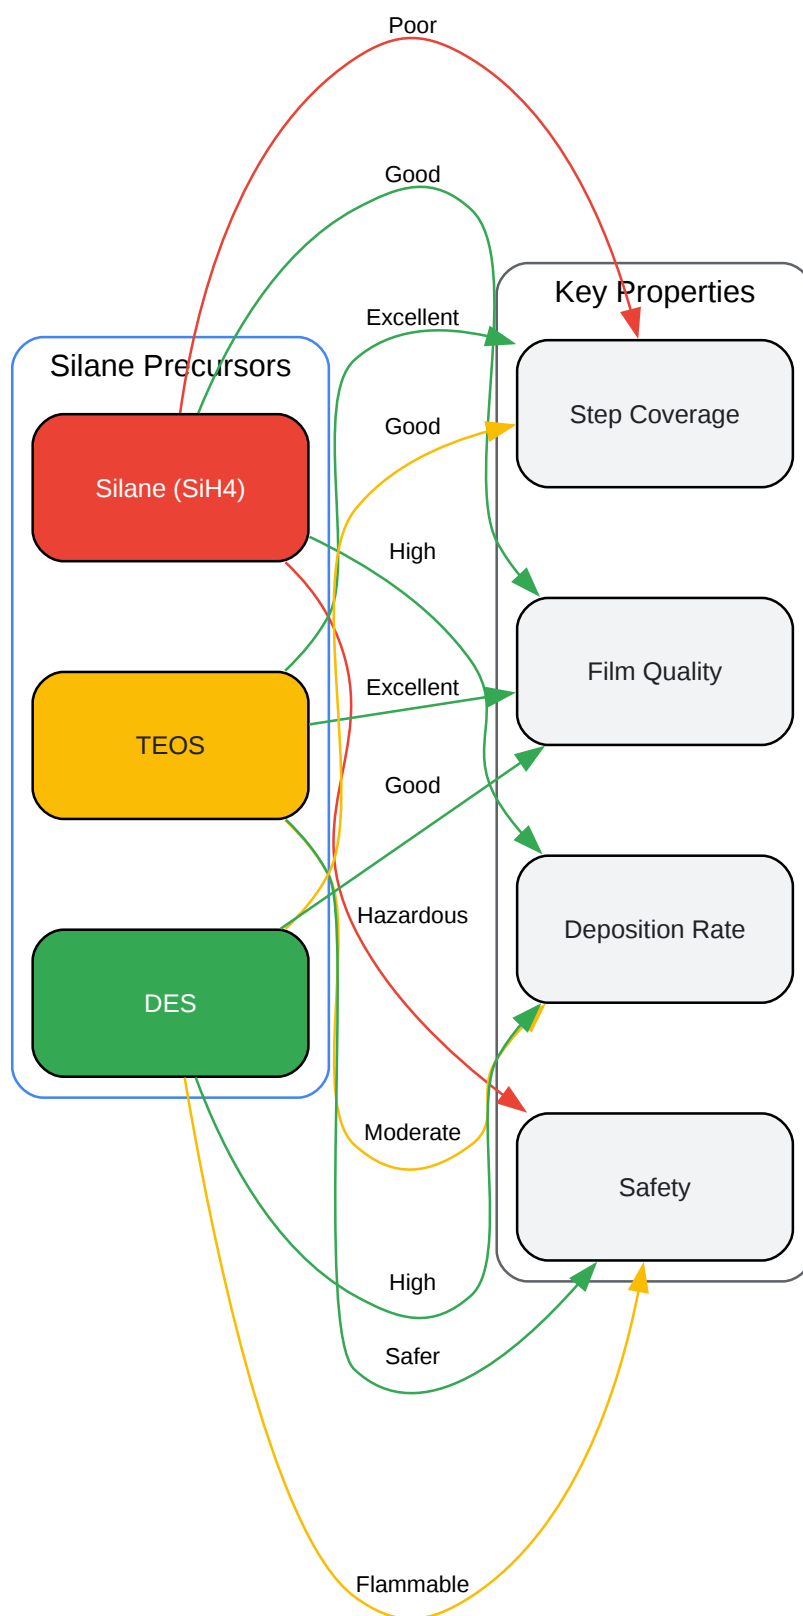 Poor
Good
Key Properties
Excellent
Silane Precursors
Step Coverage
Good
Silane (SiH4)
High
Film Quality
Excellent
TEOS
Good
Hazardous
Deposition Rate
DES
Moderate
Safety
High
Safer
Flammable